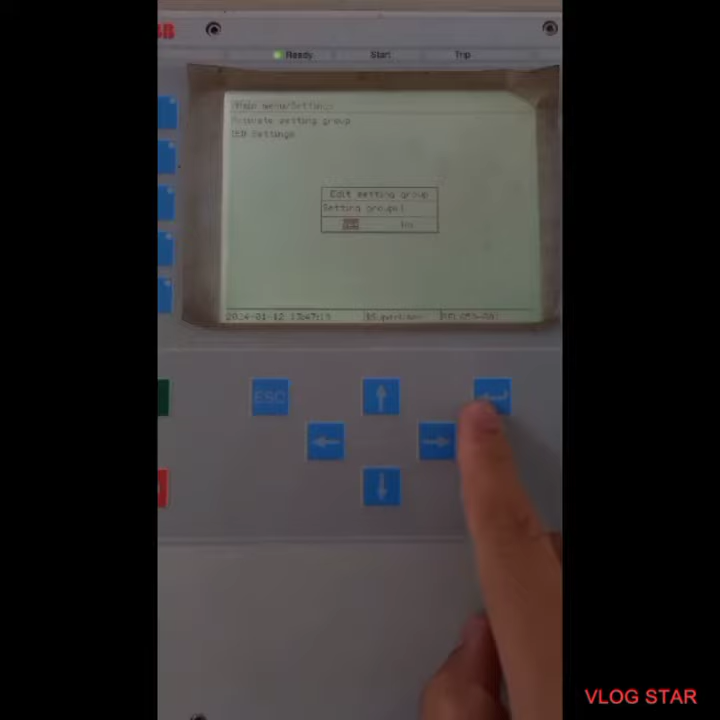 Ready Start Trip
Main menu/Settings
Activate setting group
IED Settings
Edit setting group
Setting group1
No
ESC
VLOG STAR